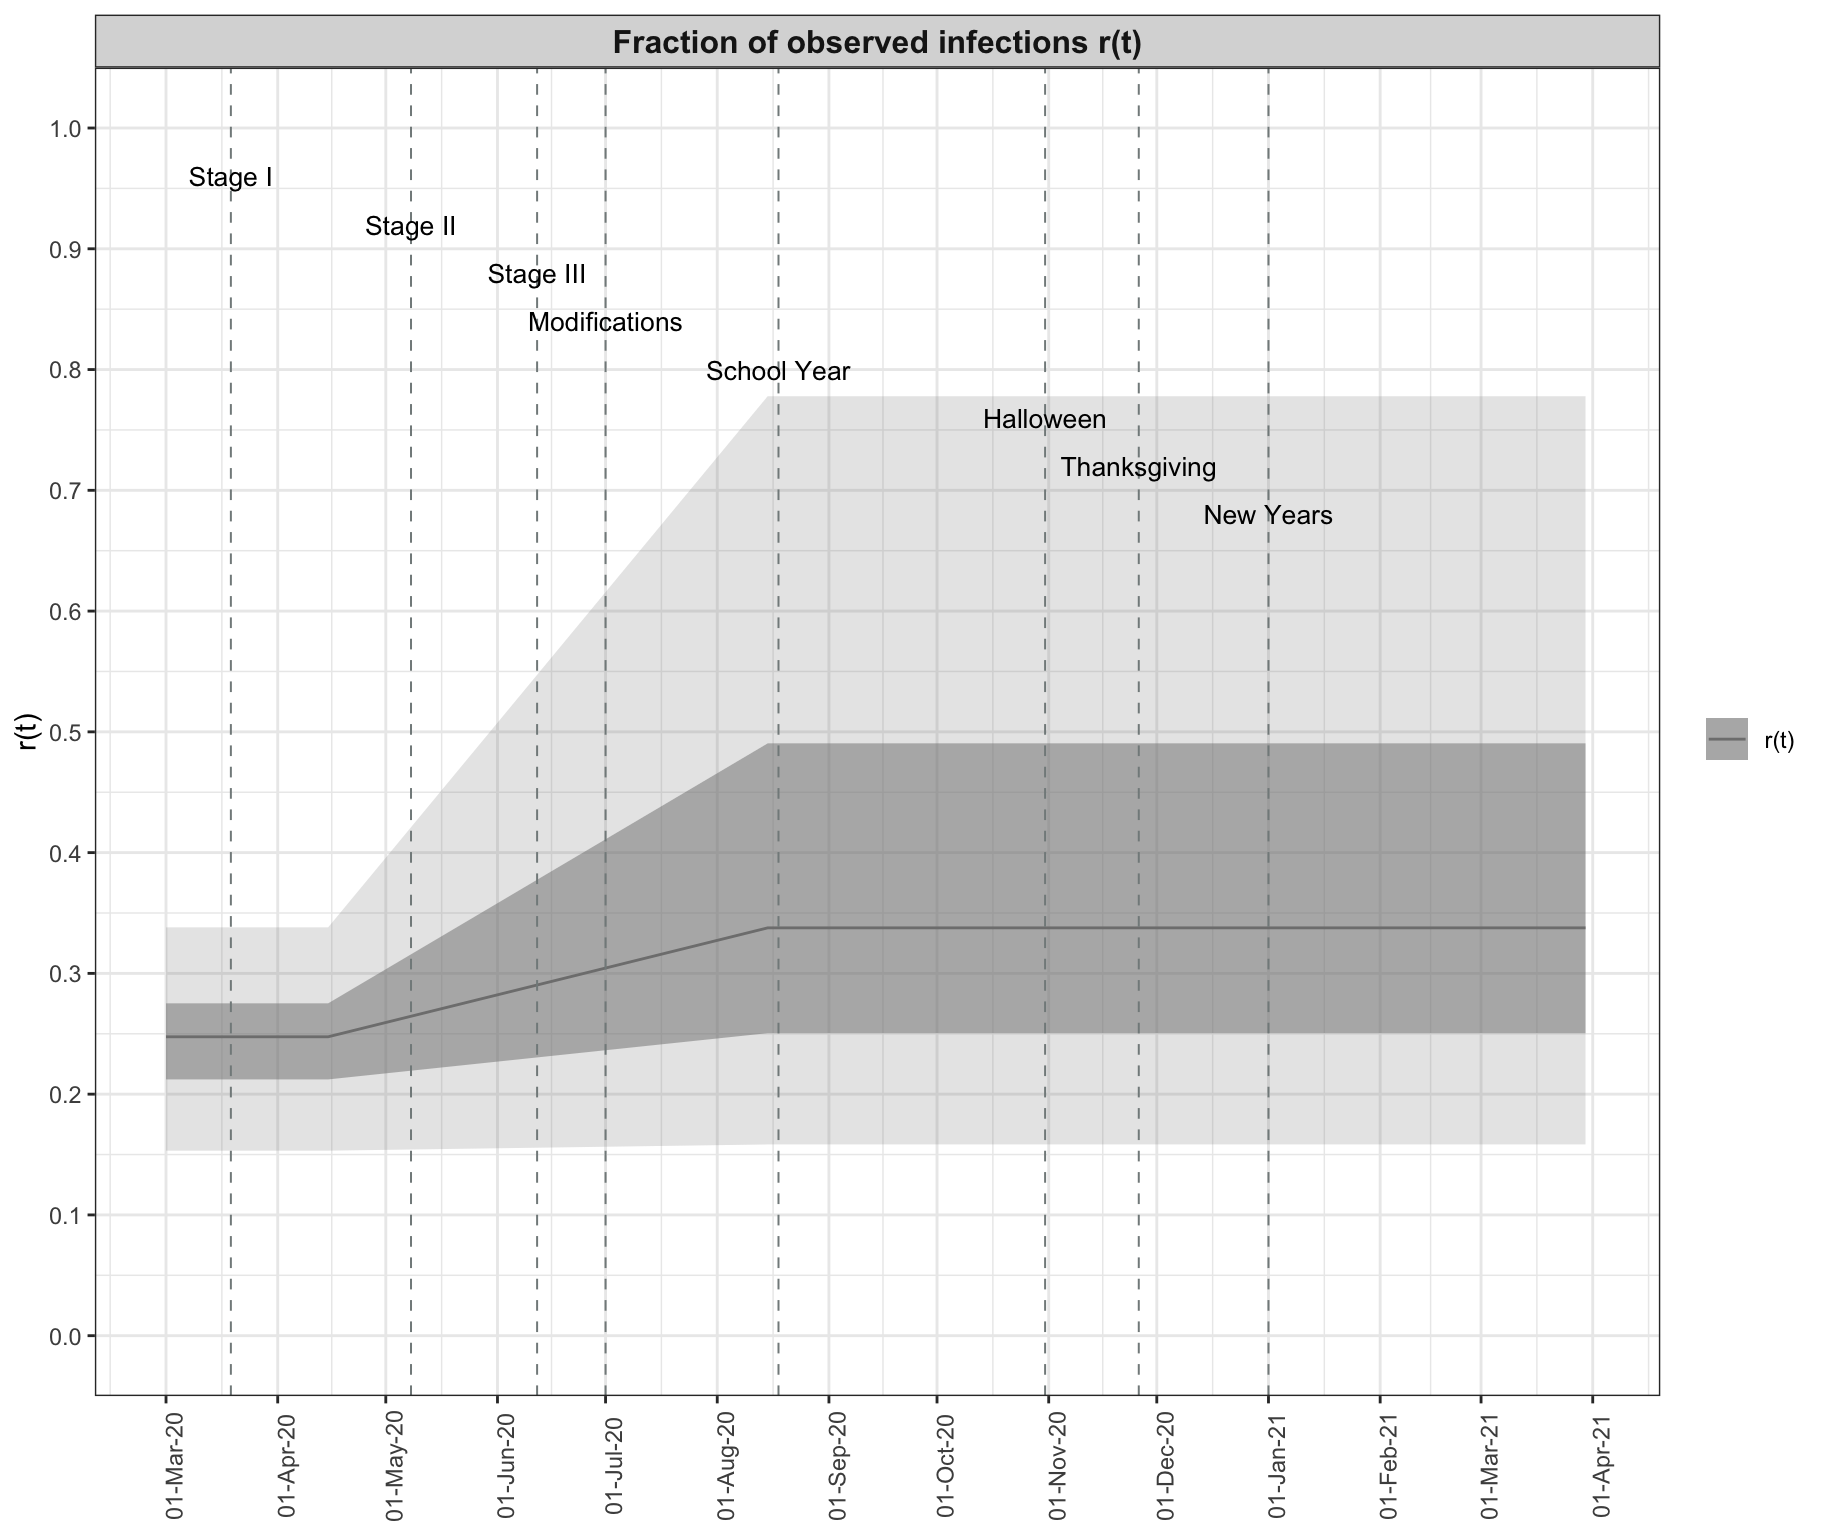 Fraction of observed infections r(t)
1.0
0.9
0.8
0.7
0.6
0.5
0.4
0.3
0.2
0.1
0.0
r(t)
Stage I
Stage II
Stage III
Modifications
School Year
Halloween
Thanksgiving
New Years
r(t)
01-Mar-20
01-Apr-20
01-May-20
01-Jun-20
01-Jul-20
01-Aug-20
01-Sep-20
01-Oct-20
01-Nov-20
01-Dec-20
01-Jan-21
01-Feb-21
01-Mar-21
01-Apr-21